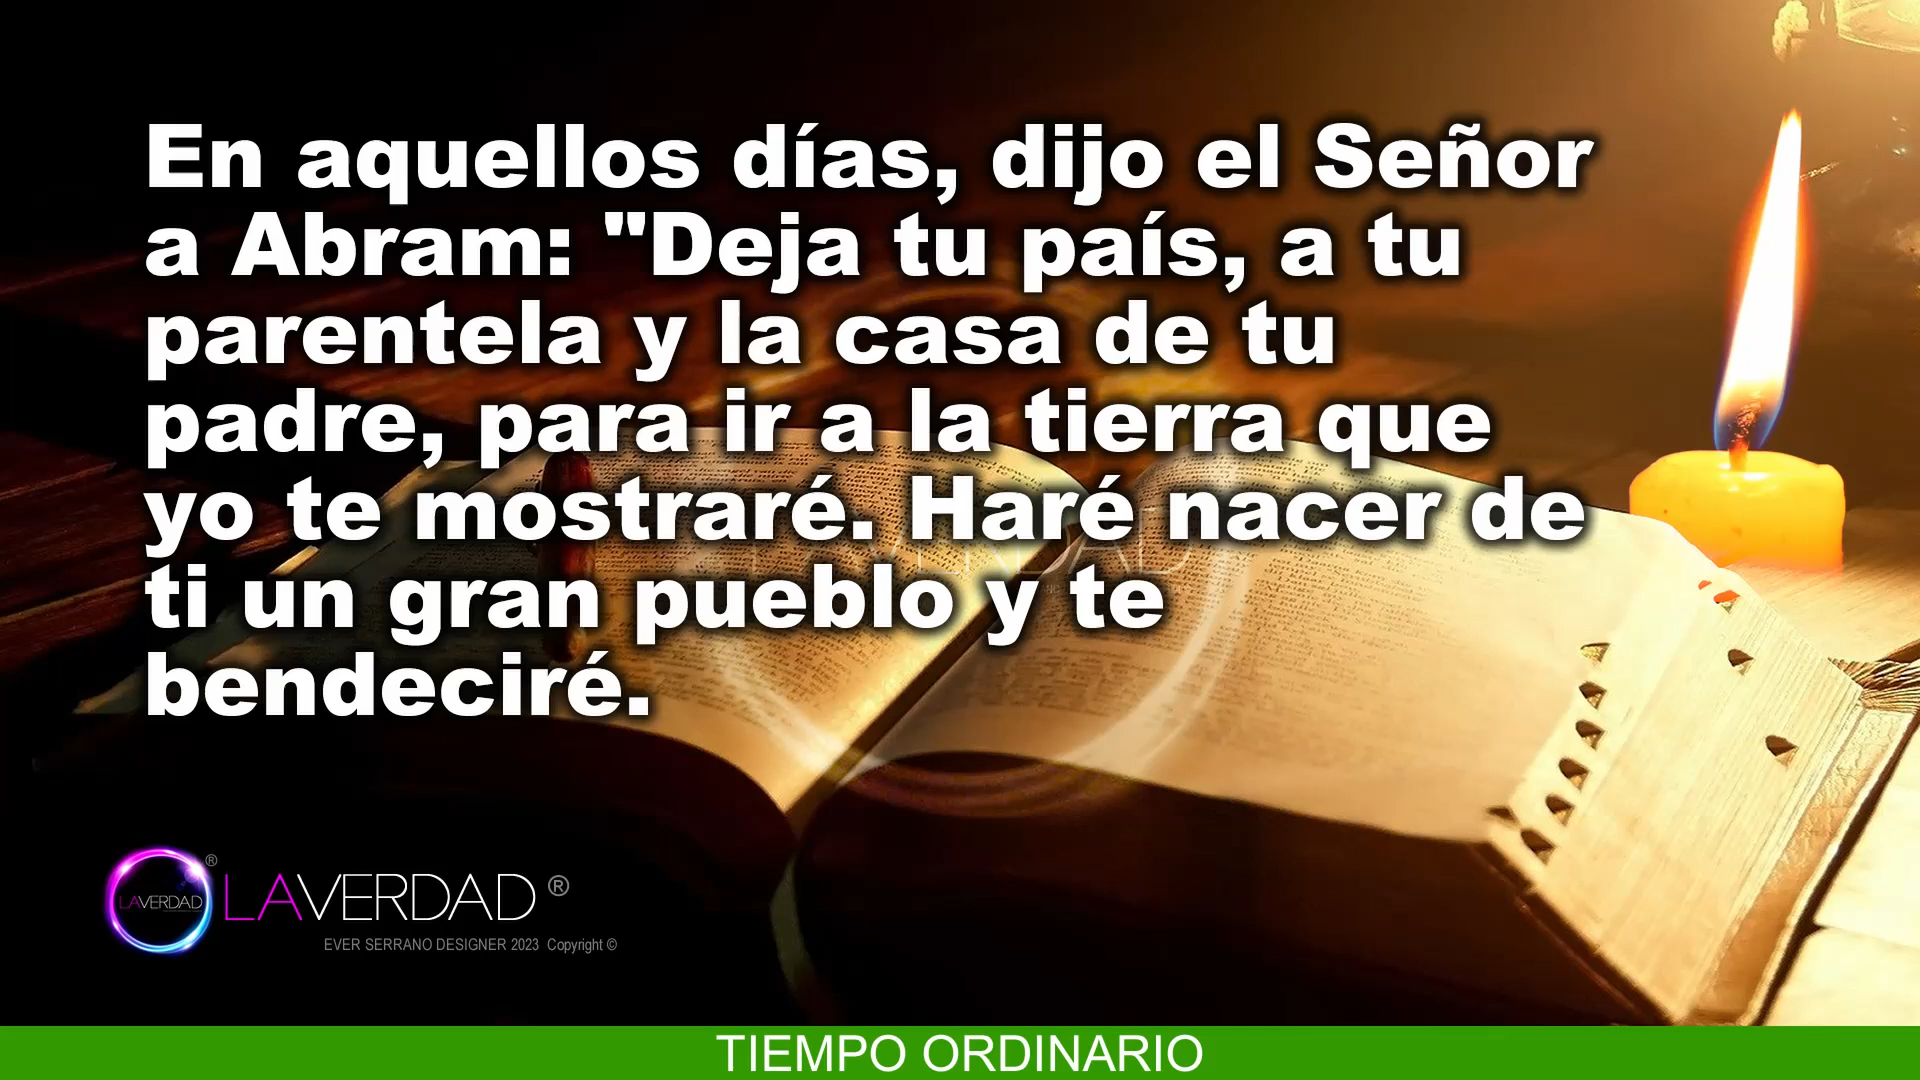 En aquellos días, dijo el Señor
a Abram: "Deja tu país, a tu
parentela y la casa de tu
padre, para ir a la tierra que
yo te mostraré. Haré nacer de
ti un gran pueblo y te
bendeciré.
LAVERDAD ®
LAVERDAD ®
EVER SERRANO DESIGNER 2023 Copyright ©
TIEMPO ORDINARIO